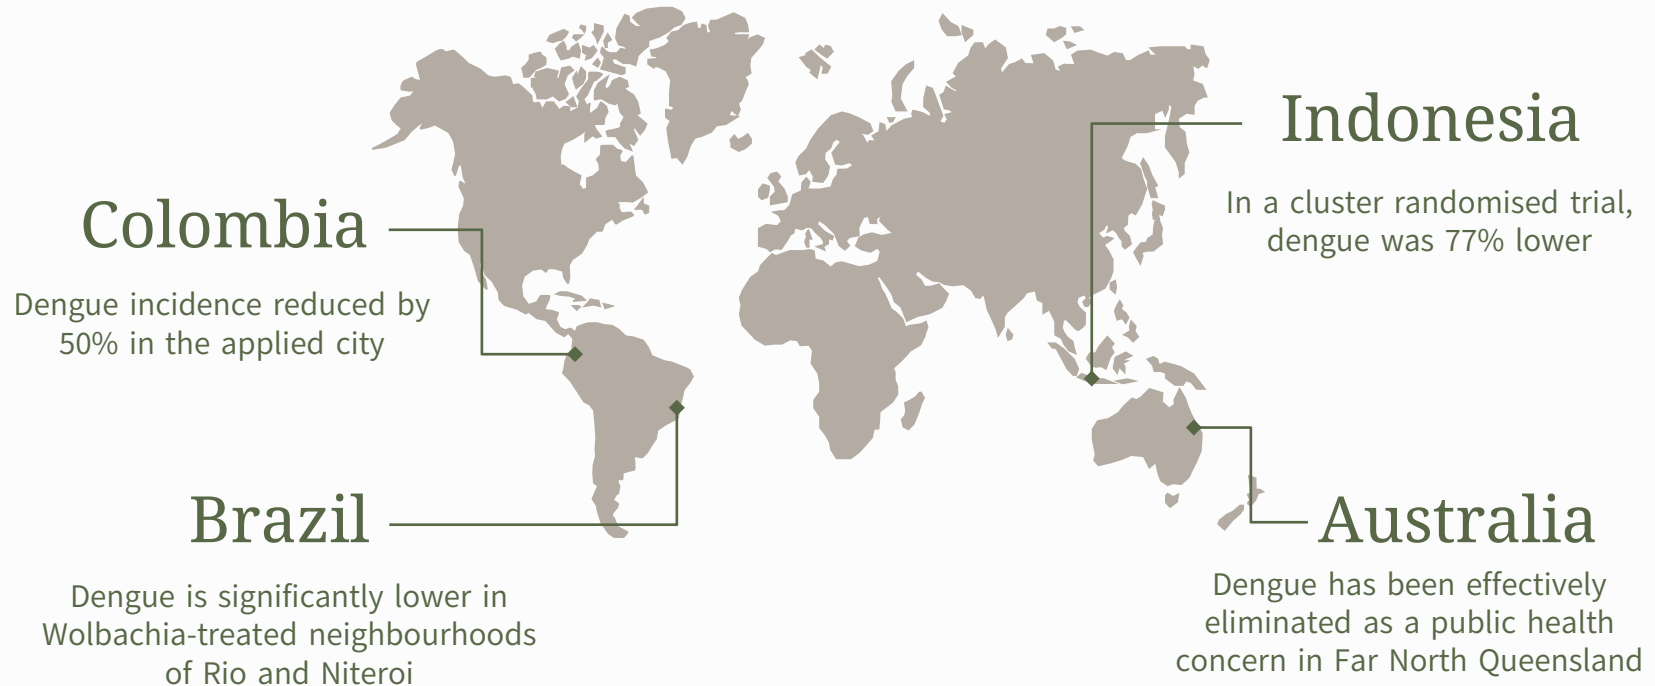 Indonesia
In a cluster randomised trial,
dengue was 77% lower
Colombia
Dengue incidence reduced by
50% in the applied city
Brazil
Dengue is significantly lower in
Wolbachia-treated neighbourhoods
of Rio and Niteroi
Australia
Dengue has been effectively
eliminated as a public health
concern in Far North Queensland